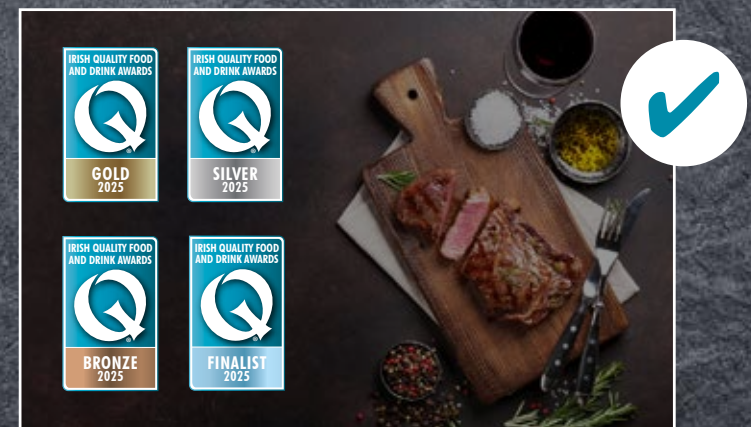 IRISH QUALITY FOOD
AND DRINK AWARDS
Q
GOLD
2025
IRISH QUALITY FOOD
AND DRINK AWARDS
Q
SILVER
2025
IRISH QUALITY FOOD
AND DRINK AWARDS
Q
BRONZE
2025
IRISH QUALITY FOOD
AND DRINK AWARDS
Q
FINALIST
2025